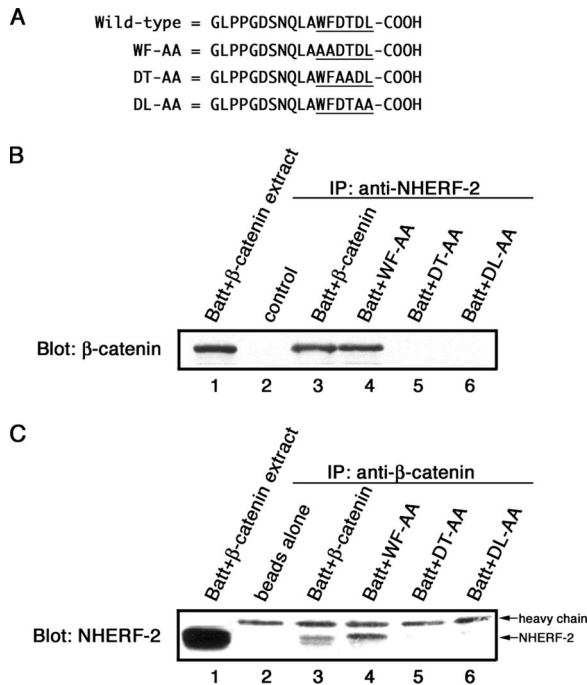 A
Wild-type = GLPPGDSNQLAWFDTDL-COOH
WF-AA = GLPPGDSNQLAAADTDL-COOH
DT-AA = GLPPGDSNQLAWFAADL-COOH
DL-AA = GLPPGDSNQLAWFDTAA-COOH
B
IP: anti-NHERF-2
Batt+β-catenin extract
control
Batt+β-catenin
Batt+WF-AA
Batt+DT-AA
Batt+DL-AA
Blot: β-catenin
1 2 3 4 5 6
C
IP: anti-β-catenin
Batt+β-catenin extract
beads alone
Batt+β-catenin
Batt+WF-AA
Batt+DT-AA
Batt+DL-AA
heavy chain
Blot: NHERF-2
NHERF-2
1 2 3 4 5 6